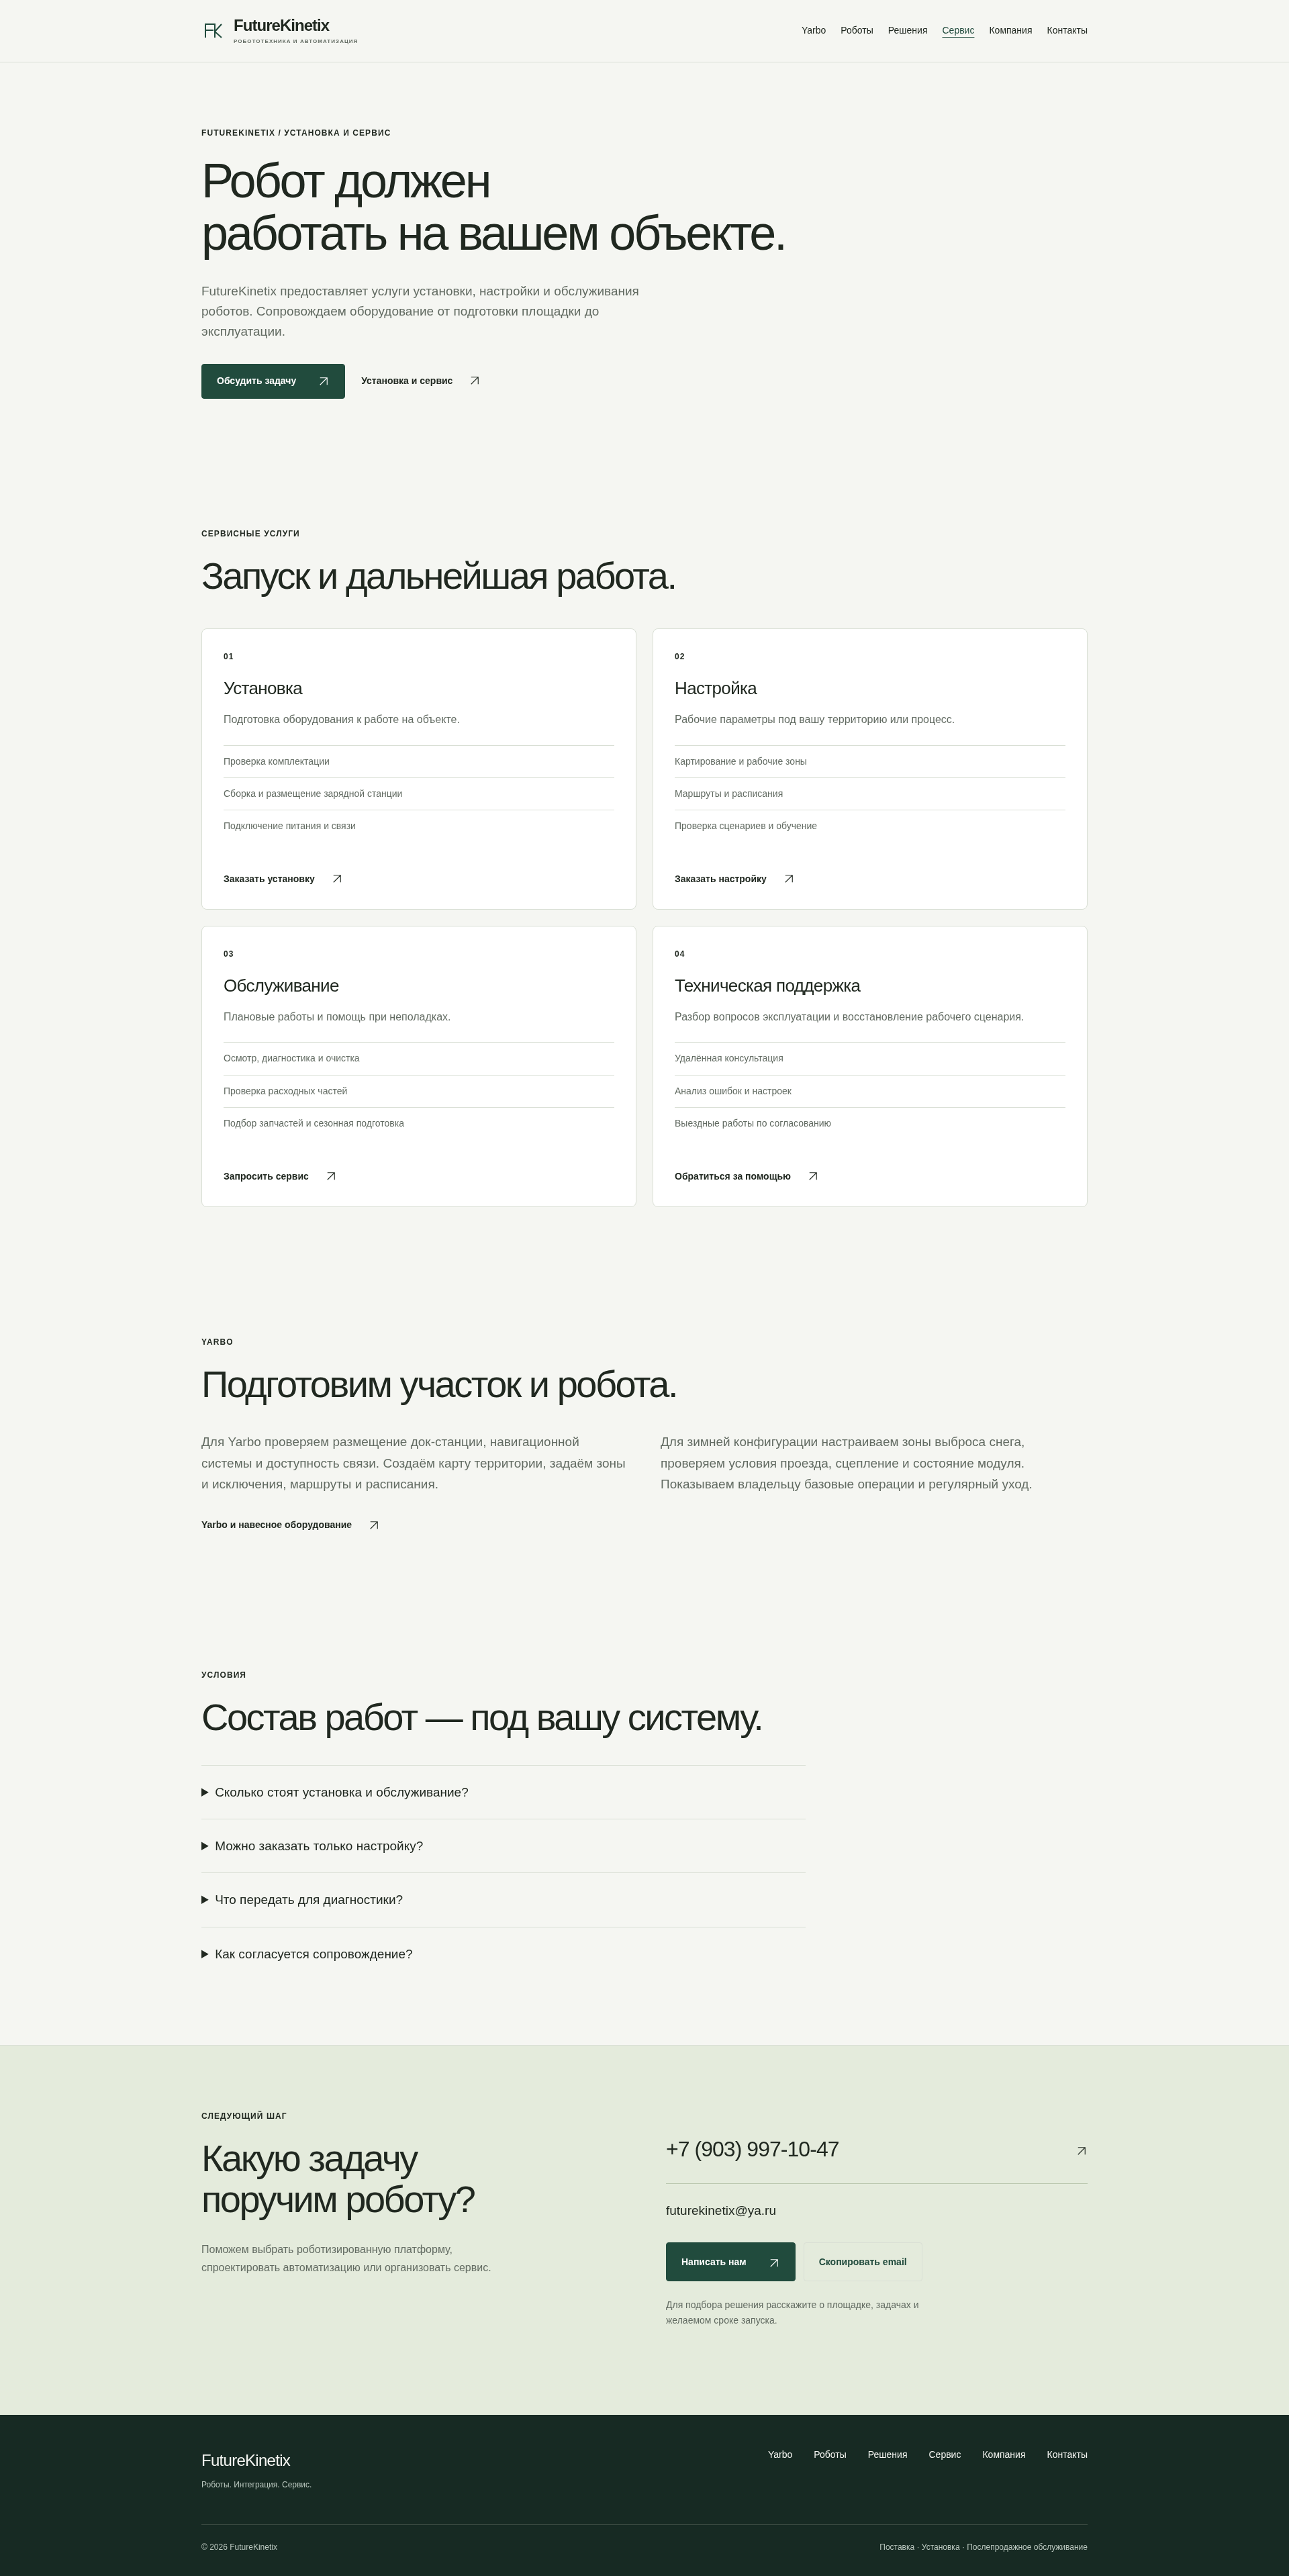 FutureKinetix
РОБОТОТЕХНИКА И АВТОМАТИЗАЦИЯ
Yarbo Роботы Решения Сервис Компания Контакты
FUTUREKINETIX / УСТАНОВКА И СЕРВИС
Робот должен
работать на вашем объекте.
FutureKinetix предоставляет услуги установки, настройки и обслуживания
роботов. Сопровождаем оборудование от подготовки площадки до
эксплуатации.
Обсудить задачу
Установка и сервис
СЕРВИСНЫЕ УСЛУГИ
Запуск и дальнейшая работа.
01
Установка
Подготовка оборудования к работе на объекте.
Проверка комплектации
Сборка и размещение зарядной станции
Подключение питания и связи
Заказать установку
02
Настройка
Рабочие параметры под вашу территорию или процесс.
Картирование и рабочие зоны
Маршруты и расписания
Проверка сценариев и обучение
Заказать настройку
03
Обслуживание
Плановые работы и помощь при неполадках.
Осмотр, диагностика и очистка
Проверка расходных частей
Подбор запчастей и сезонная подготовка
Запросить сервис
04
Техническая поддержка
Разбор вопросов эксплуатации и восстановление рабочего сценария.
Удалённая консультация
Анализ ошибок и настроек
Выездные работы по согласованию
Обратиться за помощью
YARBO
Подготовим участок и робота.
Для Yarbo проверяем размещение док-станции, навигационной
системы и доступность связи. Создаём карту территории, задаём зоны
и исключения, маршруты и расписания.
Для зимней конфигурации настраиваем зоны выброса снега,
проверяем условия проезда, сцепление и состояние модуля.
Показываем владельцу базовые операции и регулярный уход.
Yarbo и навесное оборудование
УСЛОВИЯ
Состав работ — под вашу систему.
Сколько стоят установка и обслуживание?
Можно заказать только настройку?
Что передать для диагностики?
Как согласуется сопровождение?
СЛЕДУЮЩИЙ ШАГ
Какую задачу
поручим роботу?
Поможем выбрать роботизированную платформу,
спроектировать автоматизацию или организовать сервис.
+7 (903) 997-10-47
futurekinetix@ya.ru
Написать нам
Скопировать email
Для подбора решения расскажите о площадке, задачах и
желаемом сроке запуска.
FutureKinetix
Роботы. Интеграция. Сервис.
Yarbo Роботы Решения Сервис Компания Контакты
© 2026 FutureKinetix
Поставка · Установка · Послепродажное обслуживание